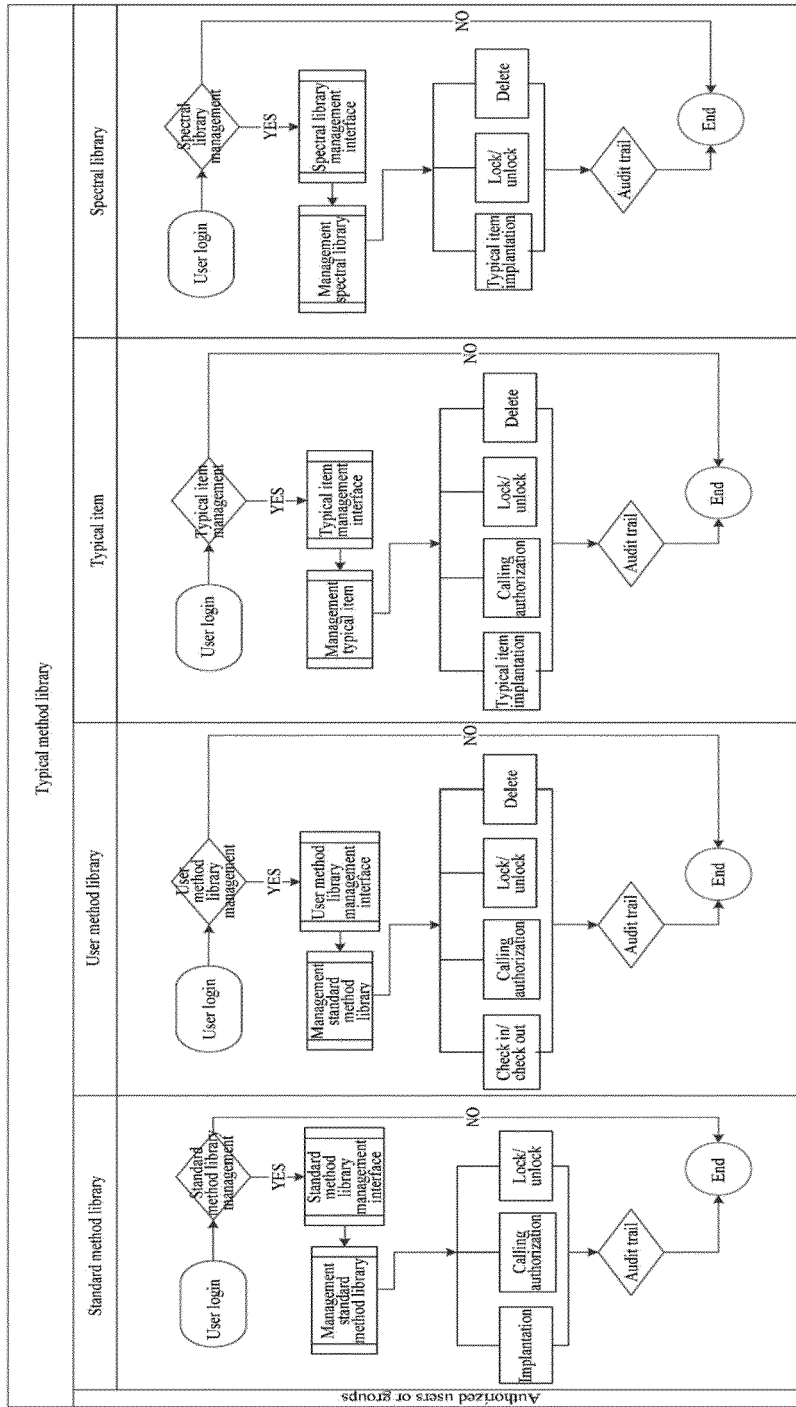 Typical method library
Standard method library
User method library
Typical item
Spectral library
Authorized users or groups
User login
Standard
method library
management
YES
NO
Standard
method
library
management
interface
Management
standard
method library
Implantation
Calling
authorization
Lock/
unlock
Audit trail
End
User login
User
method
library
management
YES
NO
User method
library
management
interface
Management
standard
method
library
Check in/
check out
Calling
authorization
Lock/
unlock
Delete
Audit trail
End
User login
Typical item
management
YES
NO
Typical item
management
interface
Management
typical item
Typical item
implantation
Calling
authorization
Lock/
unlock
Delete
Audit trail
End
User login
Spectral
library
management
YES
NO
Spectral library
management
interface
Management
spectral library
Typical item
implantation
Lock/
unlock
Delete
Audit trail
End